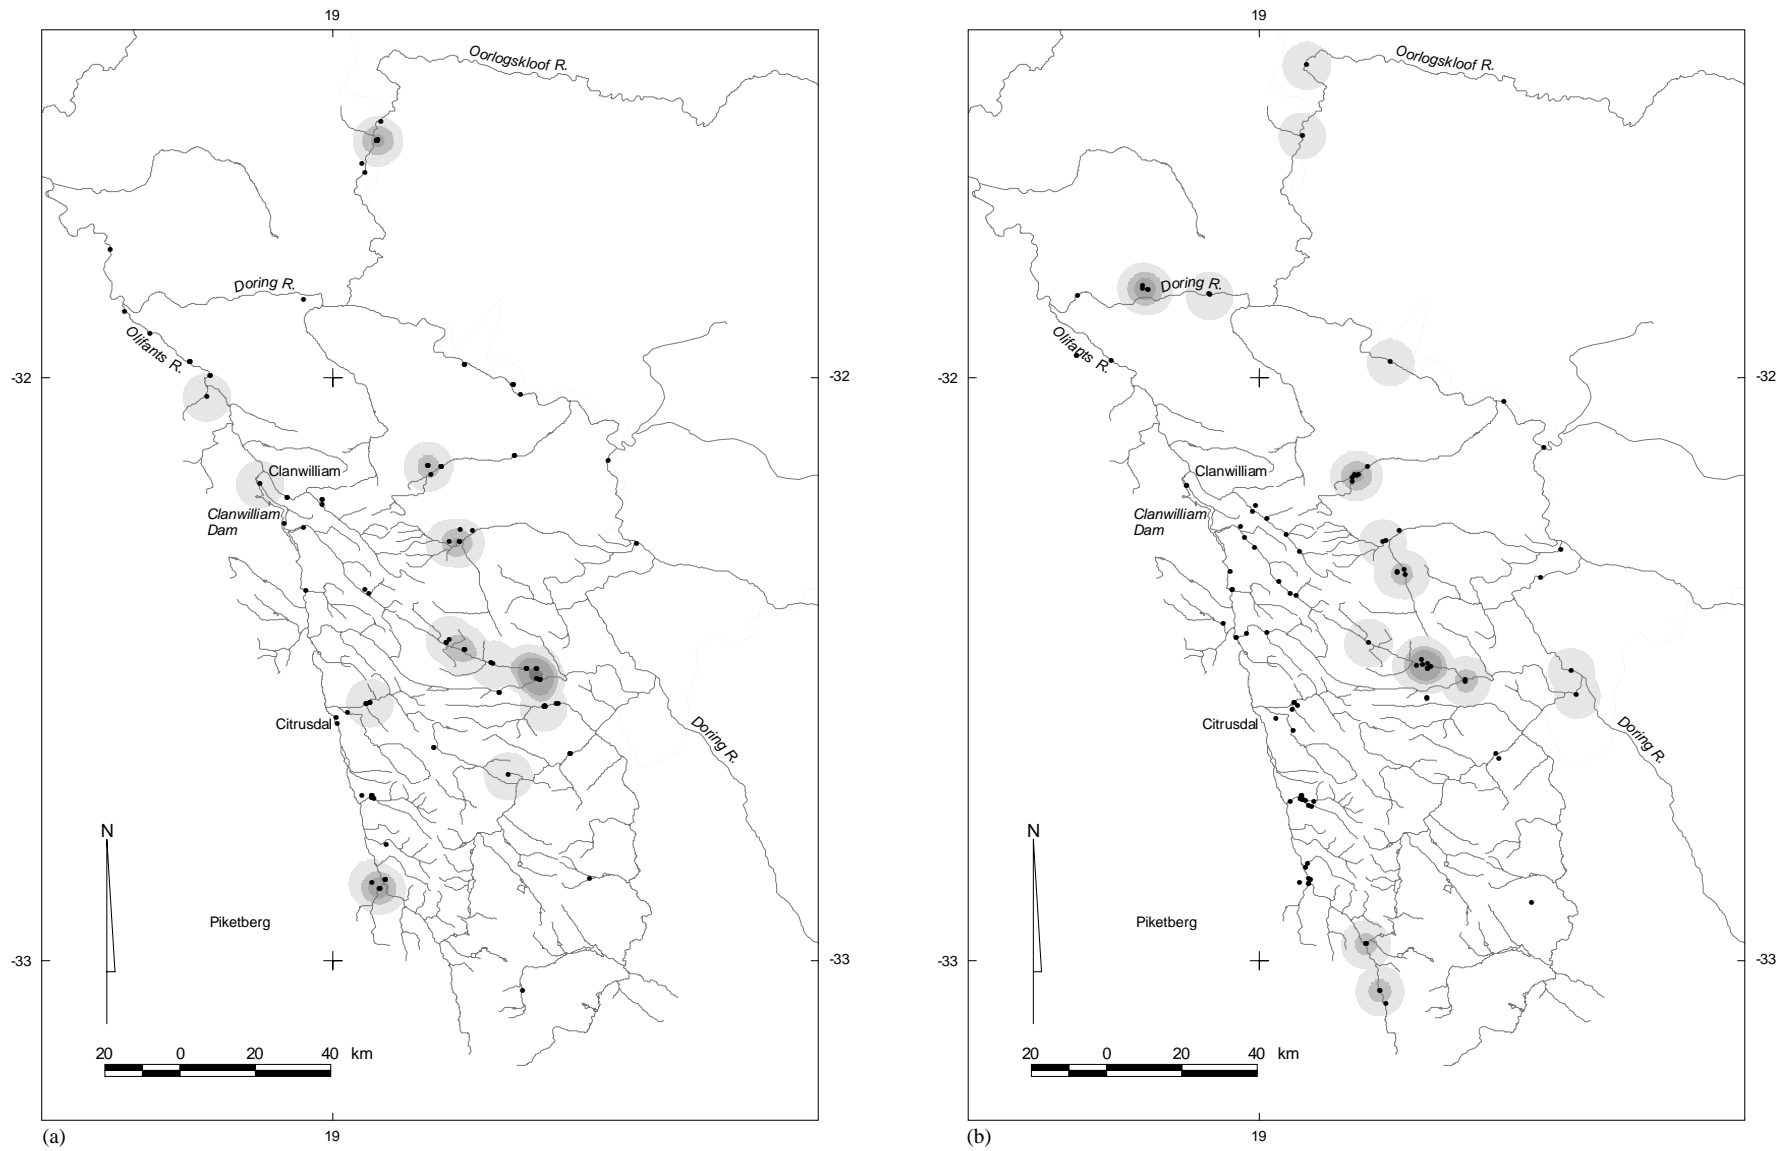 19
Oorlogskloof R.
Doring R.
Olifants R.
-32
-32
Clanwilliam
Clanwilliam
Dam
Citrusdal
Doring R.
N
Piketberg
-33
-33
20 0 20 40 km
(a)
19
19
Oorlogskloof R.
Doring R.
Olifants R.
-32
-32
Clanwilliam
Clanwilliam
Dam
Citrusdal
Doring R.
N
Piketberg
-33
-33
20 0 20 40 km
(b)
19